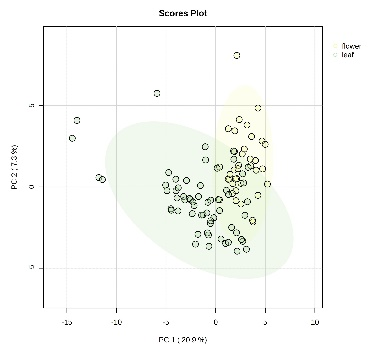 Scores Plot
flower
leaf
PC 2 ( 7.3 %)
5
0
-5
-15
-10
-5
0
5
10
PC 1 ( 20.9 %)